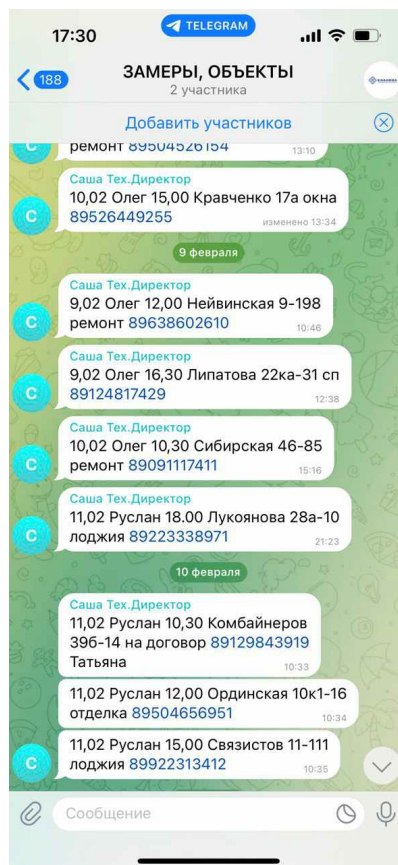 17:30
TELEGRAM
188
ЗАМЕРЫ, ОБЪЕКТЫ
2 участника
Добавить участников
ремонт 89504526154
13:10
Саша Тех.Директор
10,02 Олег 15,00 Кравченко 17а окна
89526449255
изменено 13:34
9 февраля
Саша Тех.Директор
9,02 Олег 12,00 Нейвинская 9-198
ремонт 89638602610
10:46
Саша Тех.Директор
9,02 Олег 16,30 Липатова 22ка-31 сп
89124817429
12:38
Саша Тех.Директор
10,02 Олег 10,30 Сибирская 46-85
ремонт 89091117411
15:16
Саша Тех.Директор
11,02 Руслан 18.00 Лукоянова 28а-10
лоджия 89223338971
21:23
10 февраля
Саша Тех.Директор
11,02 Руслан 10,30 Комбайнеров
39б-14 на договор 89129843919
Татьяна
10:33
11,02 Руслан 12,00 Ординская 10к1-16
отделка 89504656951
10:34
11,02 Руслан 15,00 Связистов 11-111
лоджия 89922313412
10:35
С
С
С
С
С
С
С
Сообщение